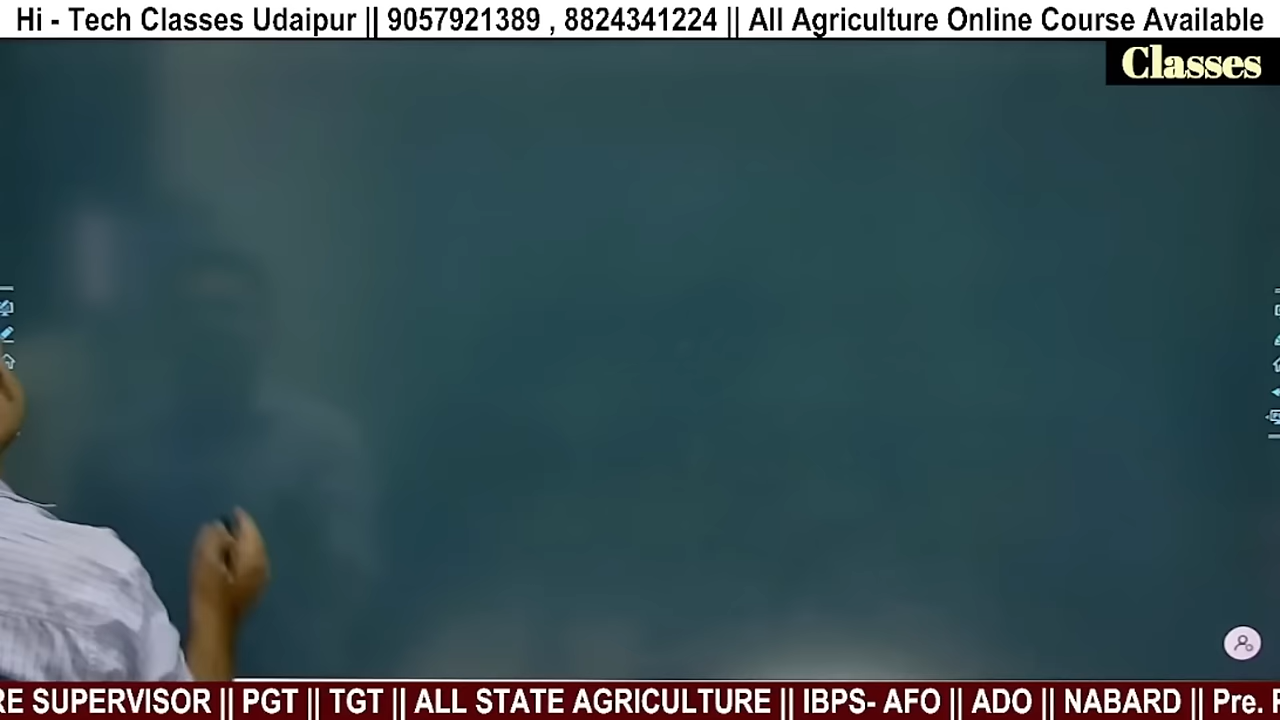 Hi - Tech Classes Udaipur || 9057921389 , 8824341224 || All Agriculture Online Course Available
Classes
RE SUPERVISOR || PGT || TGT || ALL STATE AGRICULTURE || IBPS- AFO || ADO || NABARD || Pre.